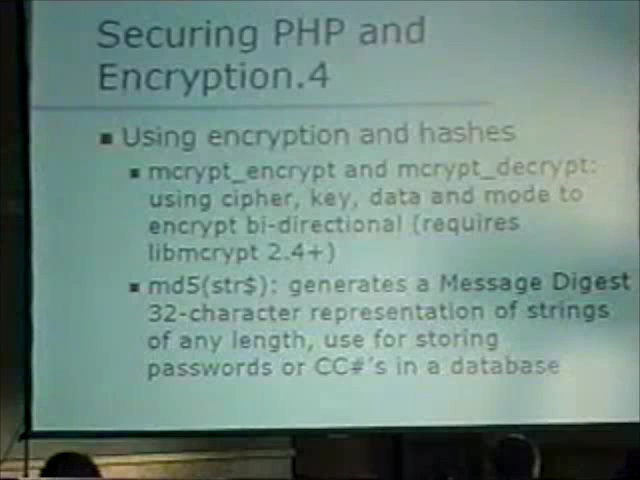 Securing PHP and
Encryption.4
Using encryption and hashes
mcrypt_encrypt and mcrypt_decrypt:
using cipher, key, data and mode to
encrypt bi-directional (requires
libmcrypt 2.4+)
md5(str$): generates a Message Digest
32-character representation of strings
of any length, use for storing
passwords or CC#'s in a database